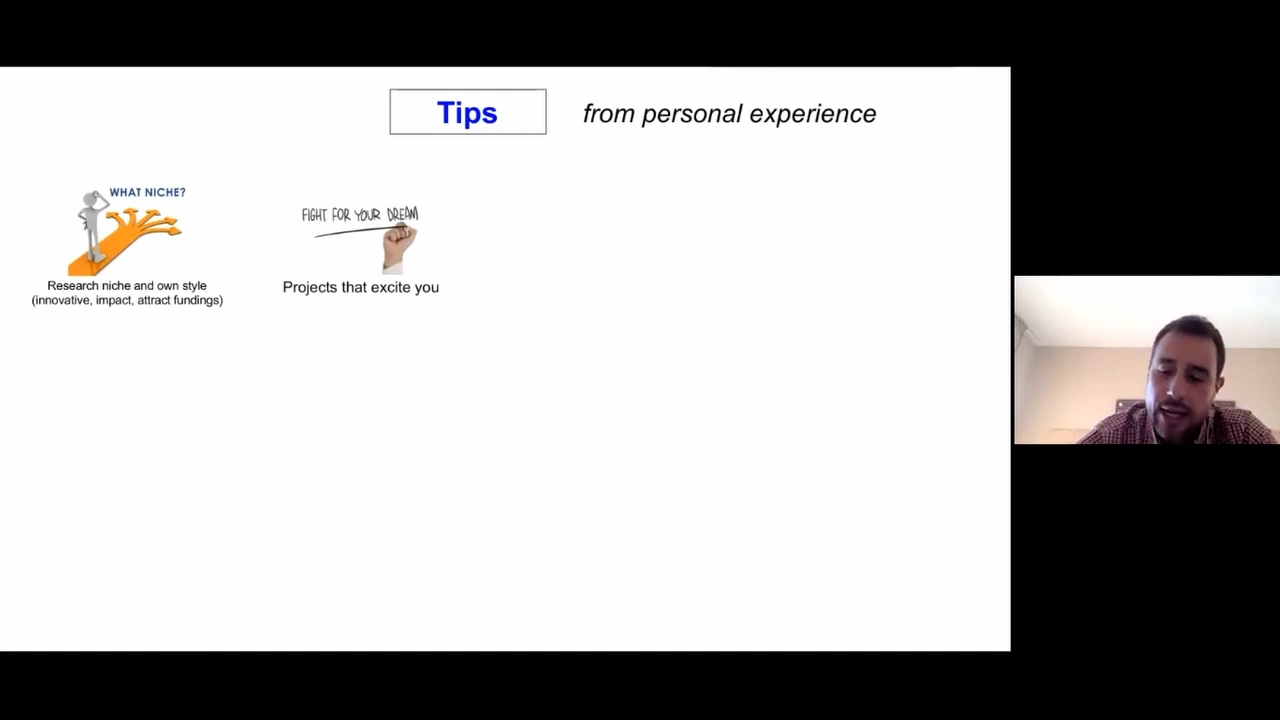 Tips
from personal experience
WHAT NICHE?
Research niche and own style
(innovative, impact, attract fundings)
FIGHT FOR YOUR DREAM
Projects that excite you